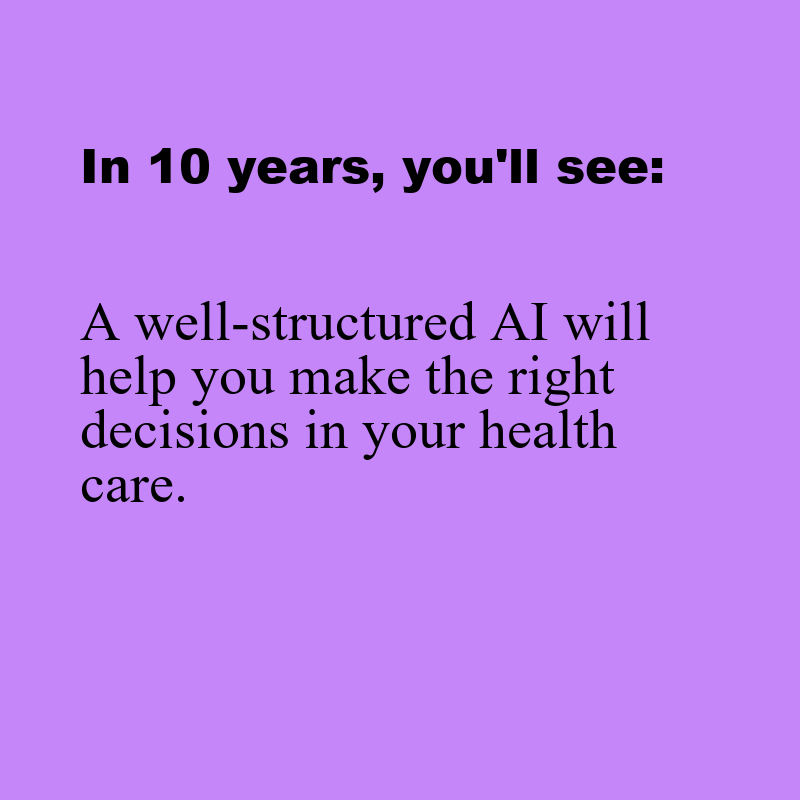 In 10 years, you'll see:
A well-structured AI will
help you make the right
decisions in your health
care.